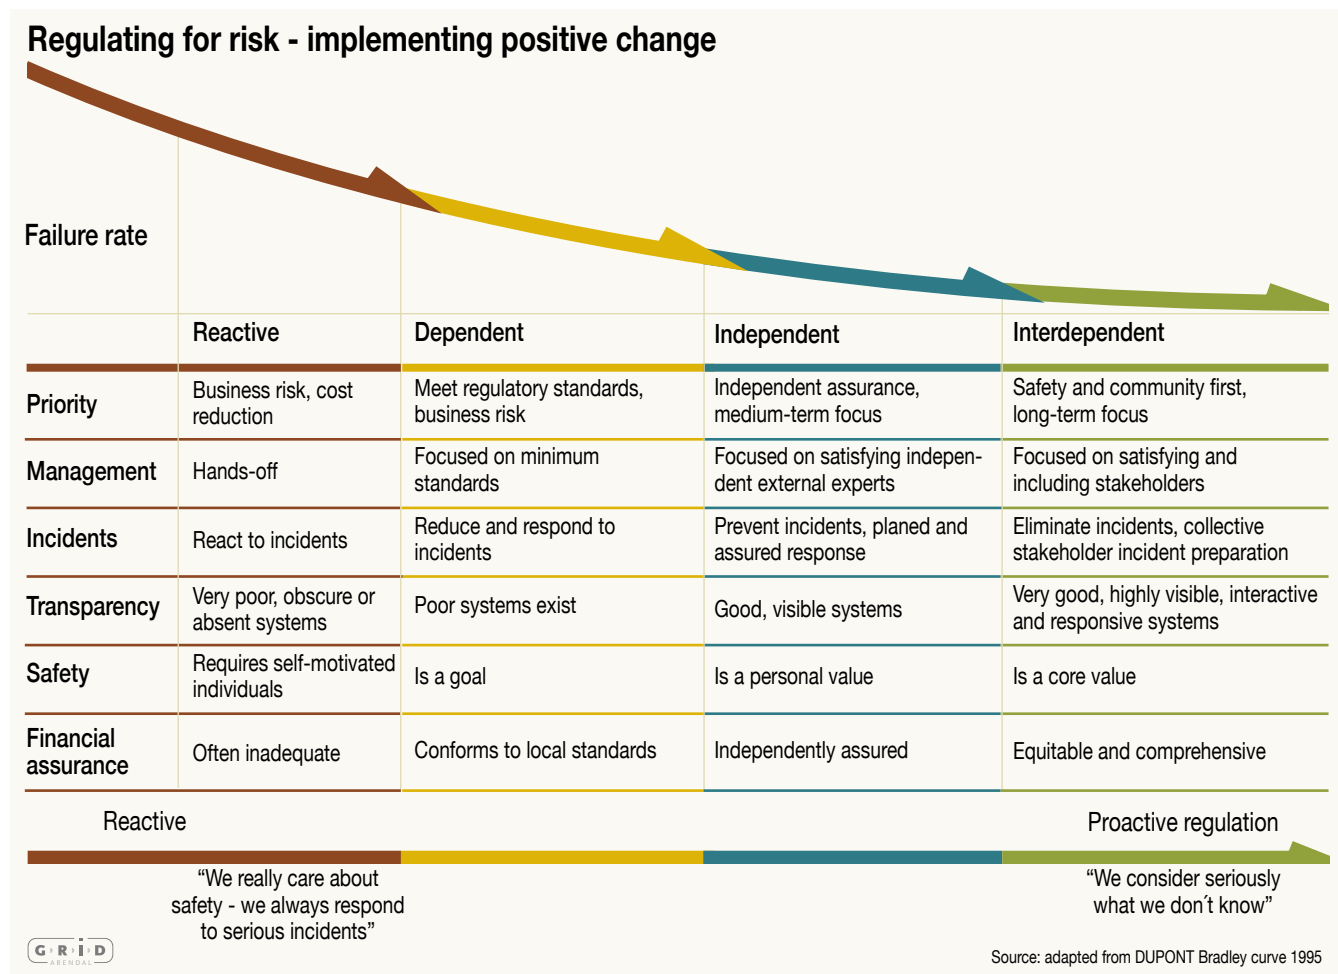 Regulating for risk - implementing positive change
Failure rate
Reactive
Dependent
Independent
Interdependent
Priority
Business risk, cost
reduction
Meet regulatory standards,
business risk
Independent assurance,
medium-term focus
Safety and community first,
long-term focus
Management
Hands-off
Focused on minimum
standards
Focused on satisfying indepen-
dent external experts
Focused on satisfying and
including stakeholders
Incidents
React to incidents
Reduce and respond to
incidents
Prevent incidents, planed and
assured response
Eliminate incidents, collective
stakeholder incident preparation
Transparency
Very poor, obscure or
absent systems
Poor systems exist
Good, visible systems
Very good, highly visible, interactive
and responsive systems
Safety
Requires self-motivated
individuals
Is a goal
Is a personal value
Is a core value
Financial
assurance
Often inadequate
Conforms to local standards
Independently assured
Equitable and comprehensive
Reactive
Proactive regulation
“We really care about
safety - we always respond
to serious incidents”
“We consider seriously
what we don´t know”
G R i D
ARENDAL
Source: adapted from DUPONT Bradley curve 1995